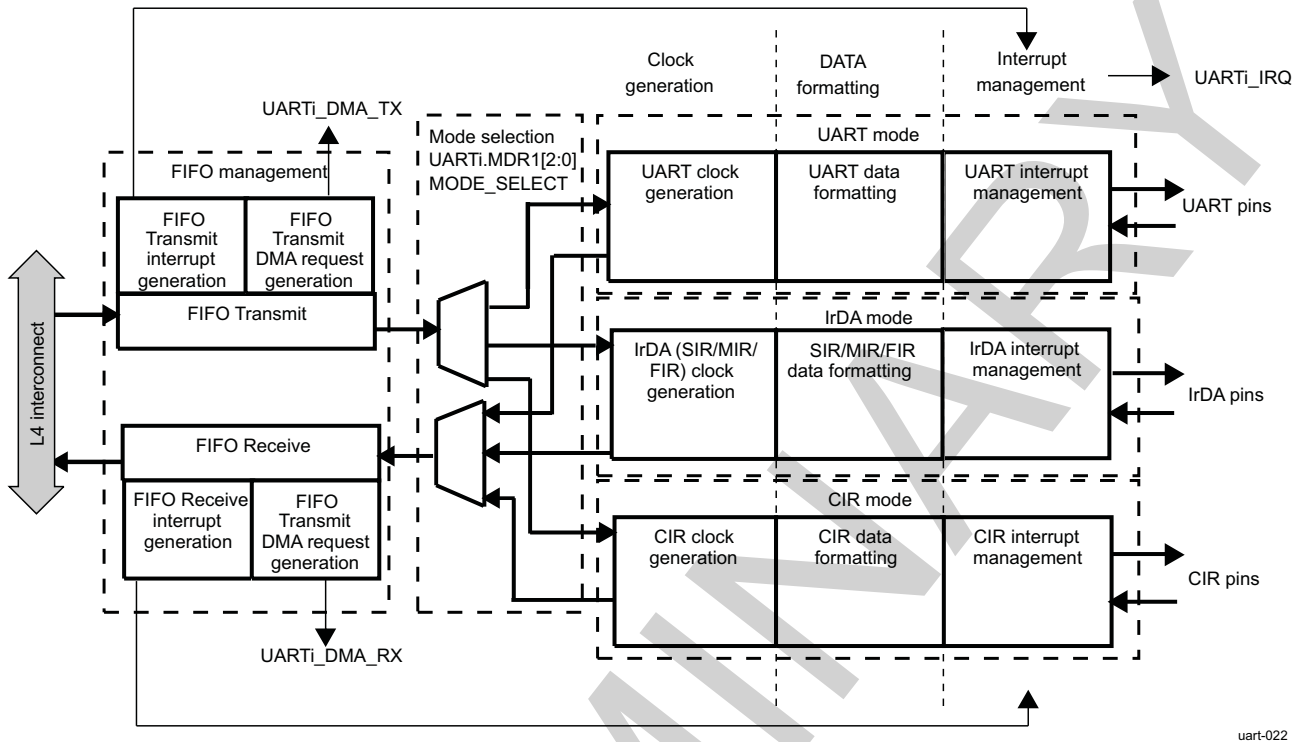 Clock
generation
DATA
formatting
Interrupt
management
UARTi_IRQ
UARTi_DMA_TX
Mode selection
UARTi.MDR1[2:0]
MODE_SELECT
UART mode
FIFO management
UART clock
generation
UART data
formatting
UART interrupt
management
UART pins
FIFO
Transmit
interrupt
generation
FIFO
Transmit
DMA request
generation
FIFO Transmit
L4 interconnect
IrDA mode
IrDA (SIR/MIR/
FIR) clock
generation
SIR/MIR/FIR
data formatting
IrDA interrupt
management
IrDA pins
FIFO Receive
FIFO Receive
interrupt
generation
FIFO
Transmit
DMA request
generation
CIR mode
CIR clock
generation
CIR data
formatting
CIR interrupt
management
CIR pins
UARTi_DMA_RX
uart-022
MINARY